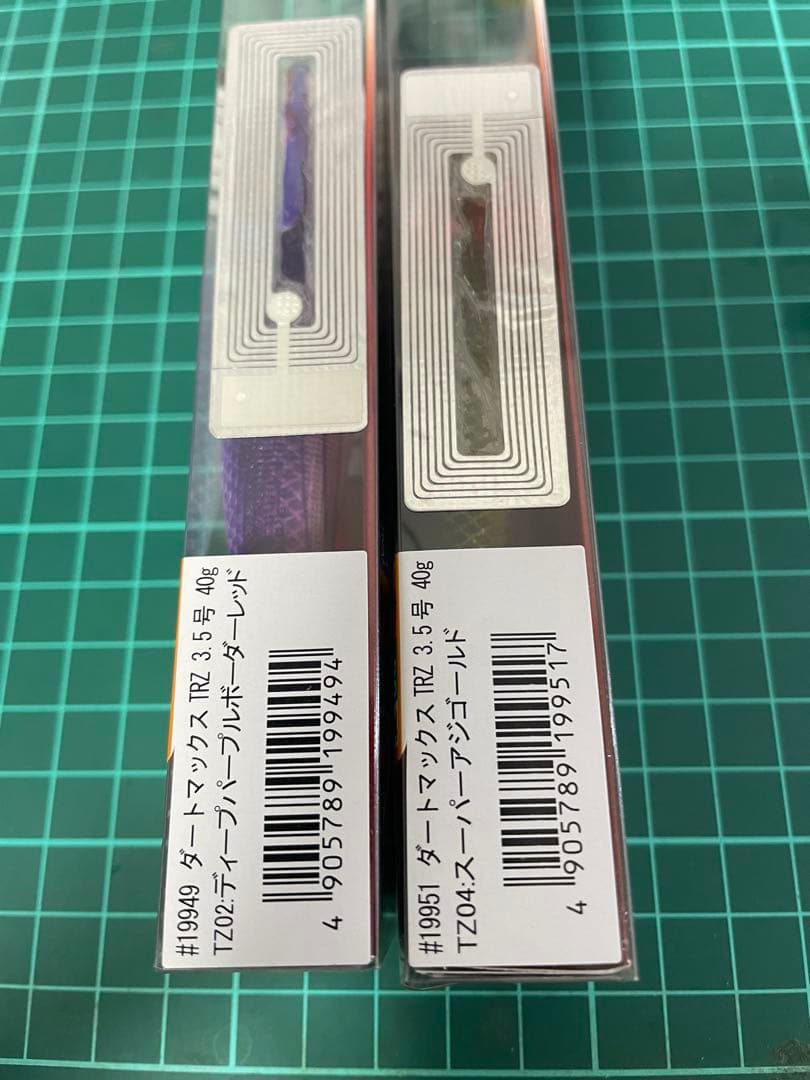 #19949 ダートマックス TRZ 3.5号 40g
TZ02:ディープパープルボーダーレッド
4 905789 199494
#19951 ダートマックス TRZ 3.5号 40g
TZ04:スーパーアジゴールド
4 905789 199517